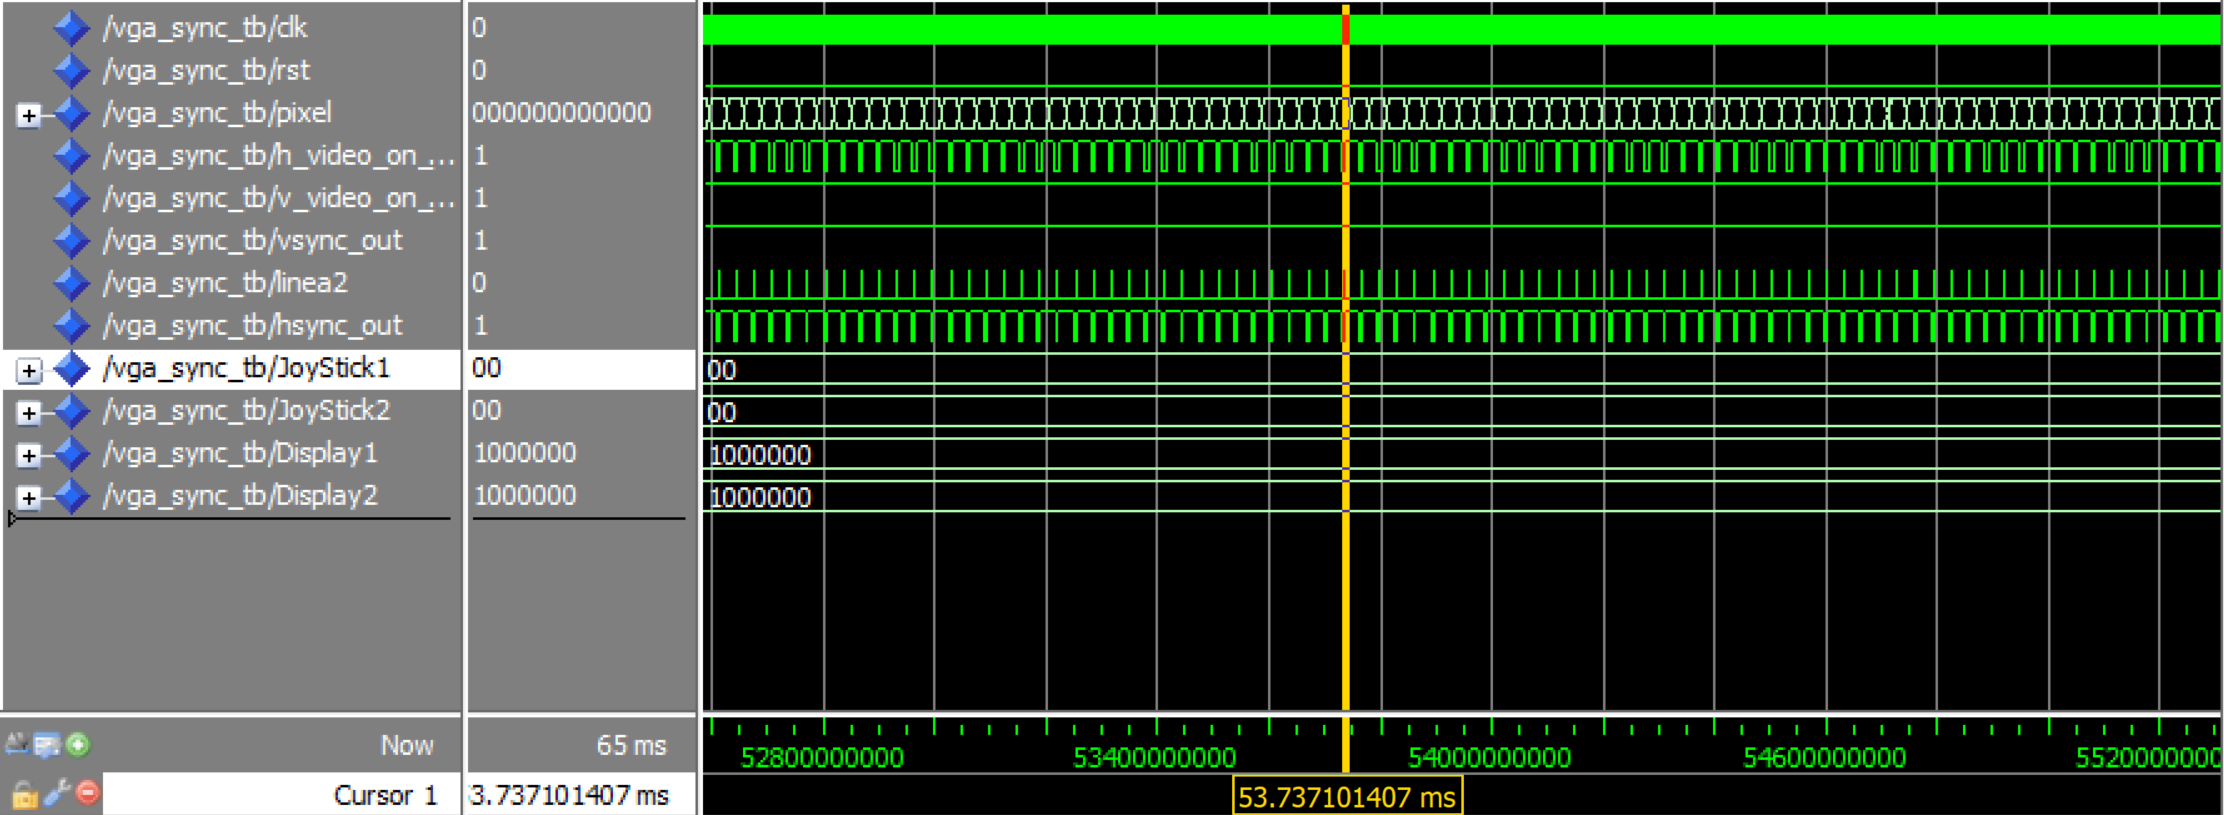 /vga_sync_tb/clk 0
/vga_sync_tb/rst 0
/vga_sync_tb/pixel 000000000000
/vga_sync_tb/h_video_on_... 1
/vga_sync_tb/v_video_on_... 1
/vga_sync_tb/vsync_out 1
/vga_sync_tb/linea2 0
/vga_sync_tb/hsync_out 1
/vga_sync_tb/JoyStick1 00 00
/vga_sync_tb/JoyStick2 00 00
/vga_sync_tb/Display1 1000000 1000000
/vga_sync_tb/Display2 1000000 1000000
Now 65 ms 52800000000 53400000000 54000000000 54600000000 5520000000
Cursor 1 3.737101407 ms 53.737101407 ms